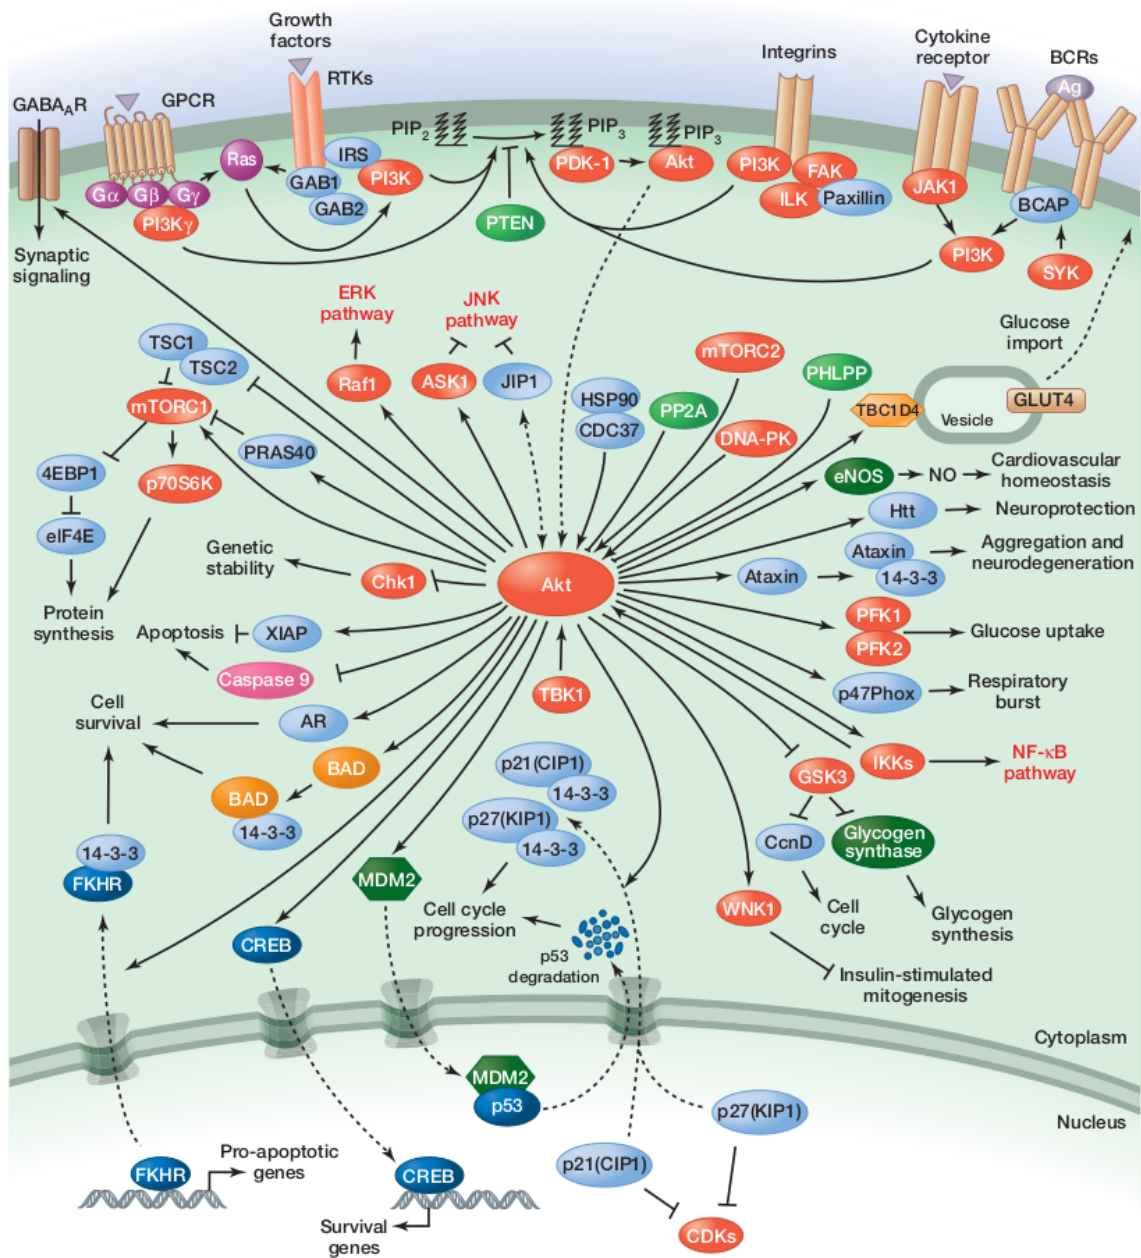 Growth
factors
RTKs
Integrins
Cytokine
receptor
BCRs
Ag
GABA_AR
GPCR
PIP2
PIP3
PIP3
Ras
IRS
GAB1
PI3K
GAB2
PDK-1
Akt
PI3K
FAK
ILK
Paxillin
JAK1
BCAP
Gα
Gβ
Gγ
PI3Kγ
PTEN
PI3K
SYK
Synaptic
signaling
ERK
pathway
JNK
pathway
Glucose
import
TSC1
TSC2
mTORC1
Raf1
ASK1
JIP1
HSP90
CDC37
PP2A
mTORC2
DNA-PK
PHLPP
TBC1D4
Vesicle
GLUT4
4EBP1
PRAS40
p70S6K
eIF4E
Protein
synthesis
eNOS
NO
Cardiovascular
homeostasis
Htt
Neuroprotection
Ataxin
Ataxin
14-3-3
Aggregation and
neurodegeneration
Genetic
stability
Chk1
Akt
PFK1
PFK2
Glucose uptake
Apoptosis
XIAP
Caspase 9
TBK1
p47Phox
Respiratory
burst
Cell
survival
AR
BAD
BAD
14-3-3
p21(CIP1)
14-3-3
p27(KIP1)
14-3-3
GSK3
IKKs
NF-κB
pathway
CcnD
Glycogen
synthase
14-3-3
FKHR
MDM2
Cell cycle
progression
WNK1
Cell
cycle
Glycogen
synthesis
CREB
p53
degradation
Insulin-stimulated
mitogenesis
Cytoplasm
MDM2
p53
p27(KIP1)
Nucleus
FKHR
Pro-apoptotic
genes
CREB
p21(CIP1)
Survival
genes
CDKs